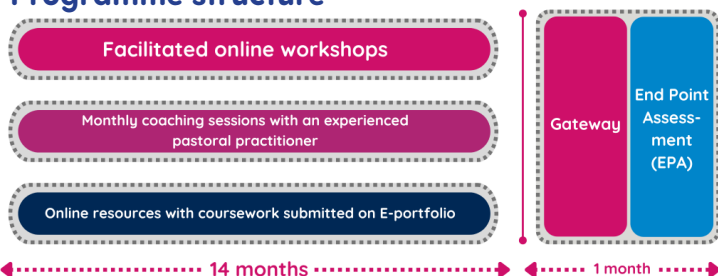 Programme structure
Facilitated online workshops
Monthly coaching sessions with an experienced
pastoral practitioner
Online resources with coursework submitted on E-portfolio
14 months
Gateway
End Point
Assess-
ment
(EPA)
1 month